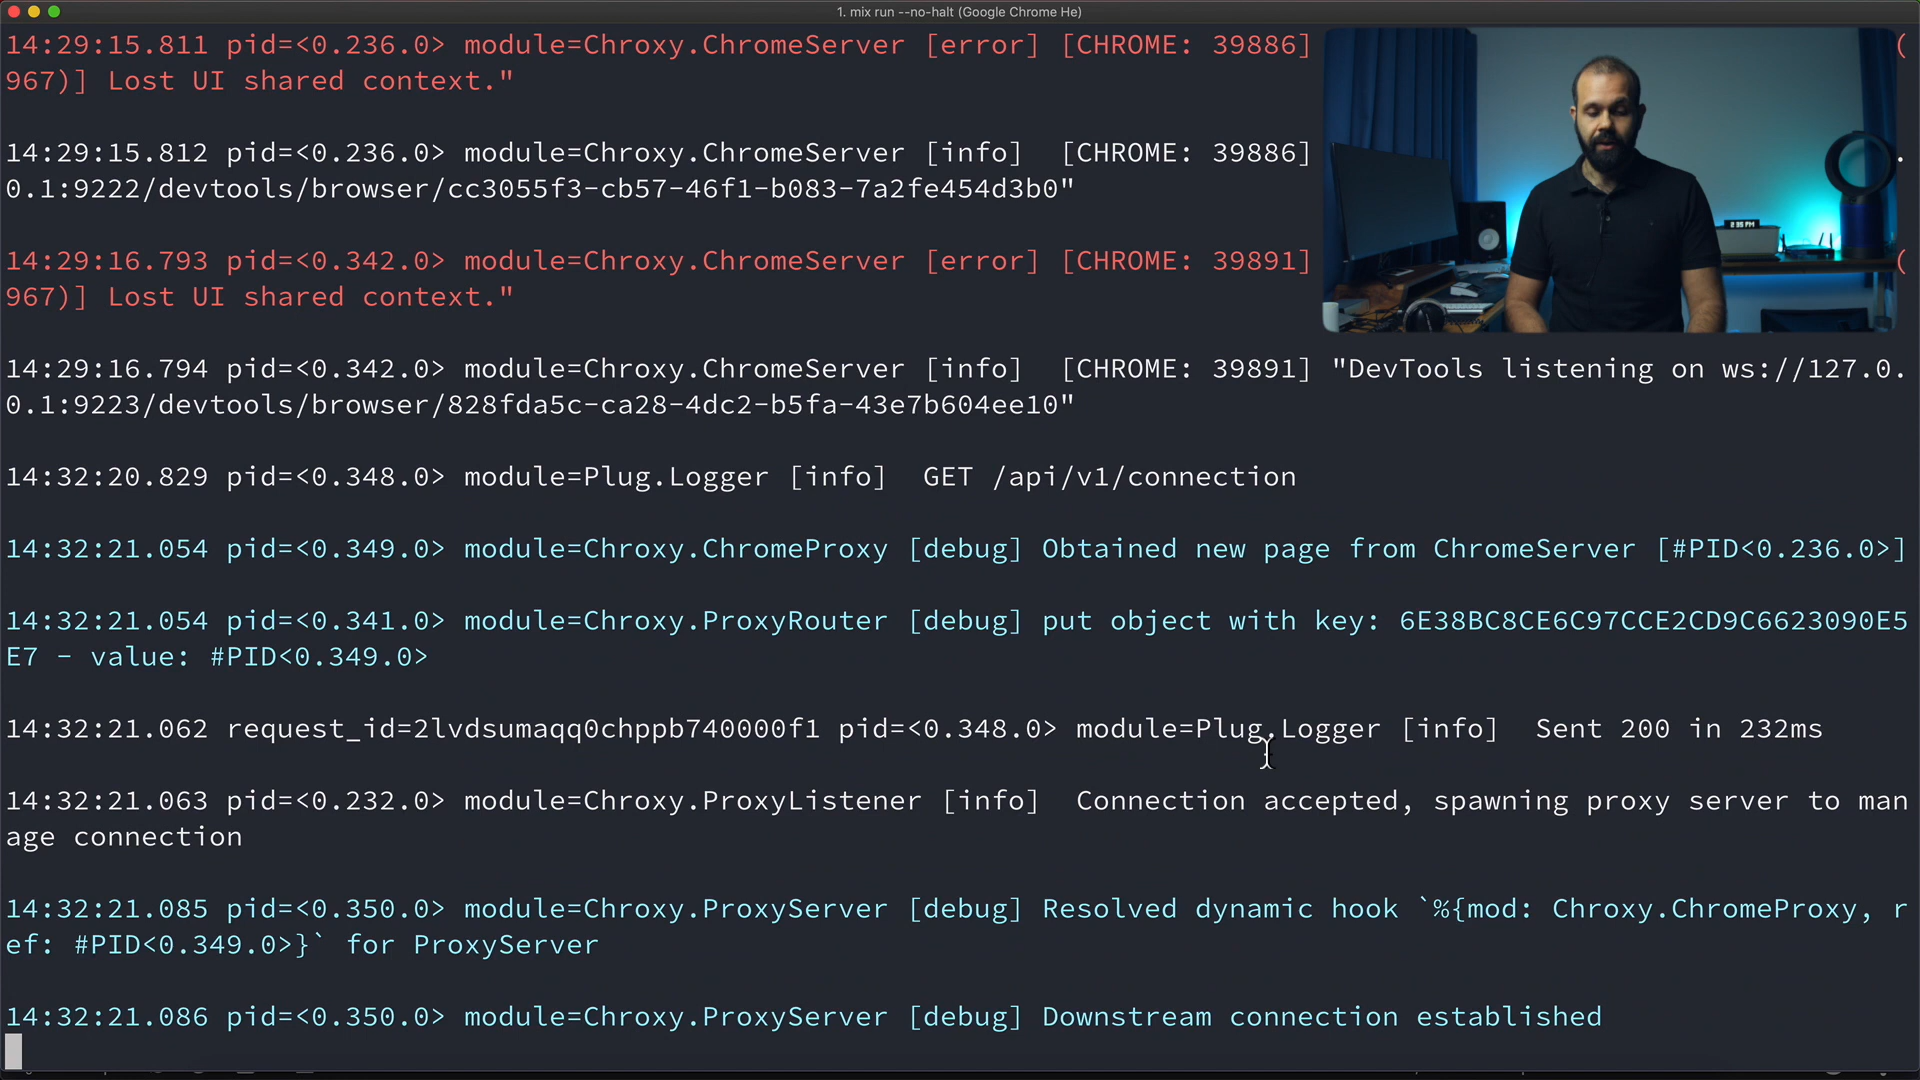 1. mix run --no-halt (Google Chrome He)
14:29:15.811 pid=<0.236.0> module=Chroxy.ChromeServer [error] [CHROME: 39886] (
967)] Lost UI shared context."
14:29:15.812 pid=<0.236.0> module=Chroxy.ChromeServer [info]  [CHROME: 39886] .
0.1:9222/devtools/browser/cc3055f3-cb57-46f1-b083-7a2fe454d3b0"
14:29:16.793 pid=<0.342.0> module=Chroxy.ChromeServer [error] [CHROME: 39891] (
967)] Lost UI shared context."
14:29:16.794 pid=<0.342.0> module=Chroxy.ChromeServer [info]  [CHROME: 39891] "DevTools listening on ws://127.0.
0.1:9223/devtools/browser/828fda5c-ca28-4dc2-b5fa-43e7b604ee10"
14:32:20.829 pid=<0.348.0> module=Plug.Logger [info]  GET /api/v1/connection
14:32:21.054 pid=<0.349.0> module=Chroxy.ChromeProxy [debug] Obtained new page from ChromeServer [#PID<0.236.0>]
14:32:21.054 pid=<0.341.0> module=Chroxy.ProxyRouter [debug] put object with key: 6E38BC8CE6C97CCE2CD9C6623090E5
E7 - value: #PID<0.349.0>
14:32:21.062 request_id=2lvdsumaqq0chppb740000f1 pid=<0.348.0> module=Plug.Logger [info]  Sent 200 in 232ms
14:32:21.063 pid=<0.232.0> module=Chroxy.ProxyListener [info]  Connection accepted, spawning proxy server to man
age connection
14:32:21.085 pid=<0.350.0> module=Chroxy.ProxyServer [debug] Resolved dynamic hook `%{mod: Chroxy.ChromeProxy, r
ef: #PID<0.349.0>}` for ProxyServer
14:32:21.086 pid=<0.350.0> module=Chroxy.ProxyServer [debug] Downstream connection established